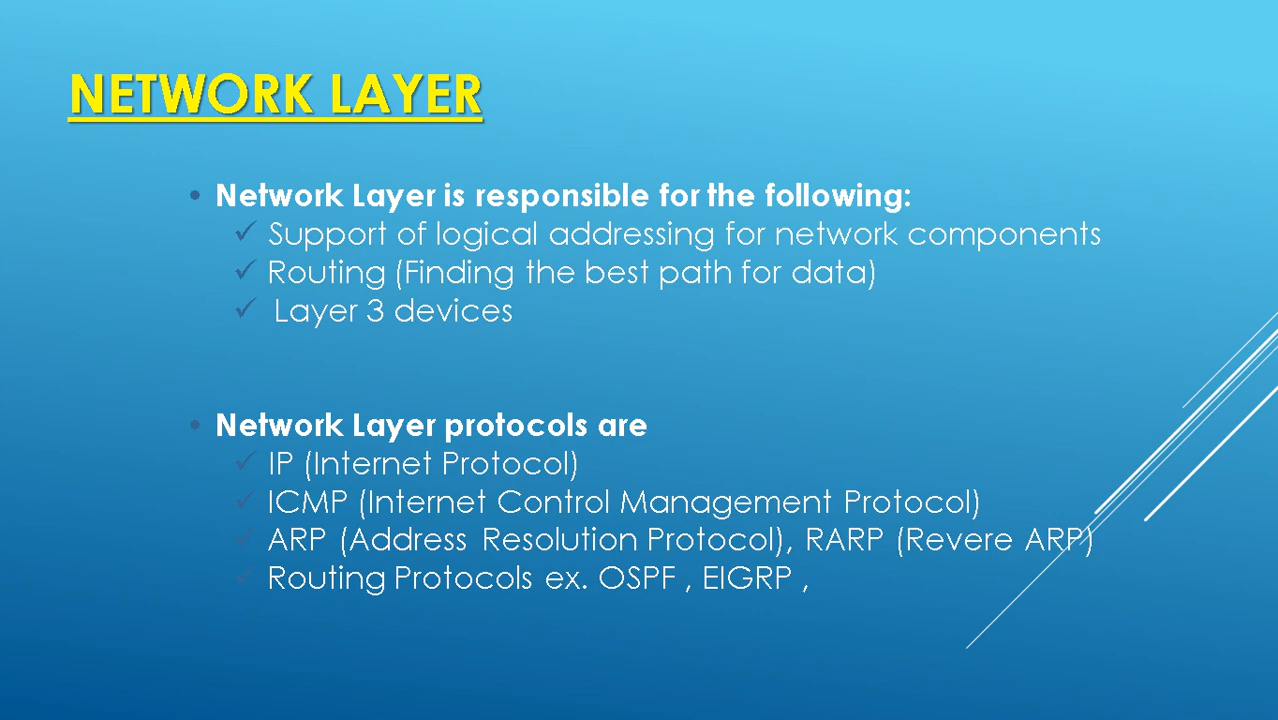 NETWORK LAYER
• Network Layer is responsible for the following:
✓ Support of logical addressing for network components
✓ Routing (Finding the best path for data)
✓ Layer 3 devices
• Network Layer protocols are
✓ IP (Internet Protocol)
✓ ICMP (Internet Control Management Protocol)
✓ ARP (Address Resolution Protocol), RARP (Revere ARP)
✓ Routing Protocols ex. OSPF , EIGRP ,